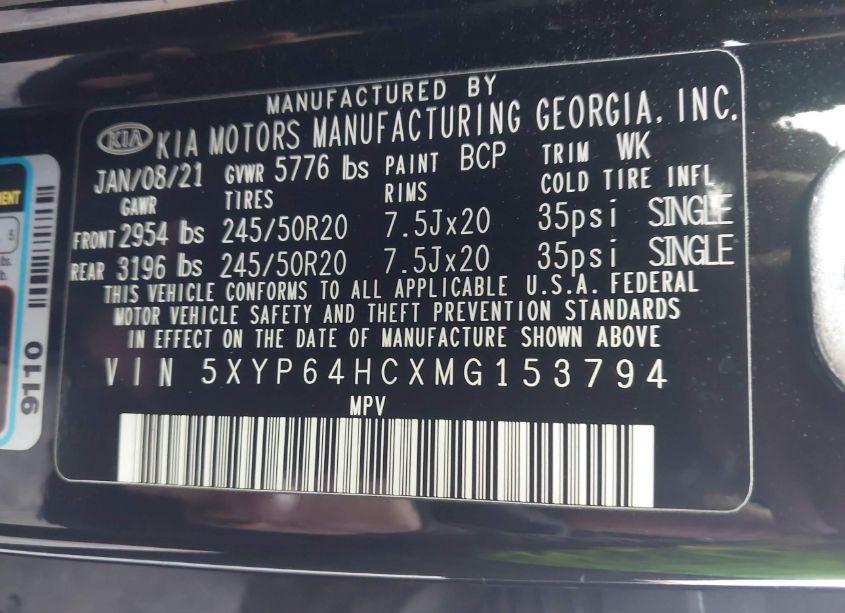 MANUFACTURED BY
KIA KIA MOTORS MANUFACTURING GEORGIA, INC.
JAN/08/21 GVWR 5776 lbs PAINT BCP TRIM WK
GAWR TIRES RIMS COLD TIRE INFL
FRONT 2954 lbs 245/50R20 7.5Jx20 35psi SINGLE
REAR 3196 lbs 245/50R20 7.5Jx20 35psi SINGLE
THIS VEHICLE CONFORMS TO ALL APPLICABLE U.S.A. FEDERAL
MOTOR VEHICLE SAFETY AND THEFT PREVENTION STANDARDS
IN EFFECT ON THE DATE OF MANUFACTURE SHOWN ABOVE
VIN 5XYP64HCXMG153794
MPV
9110